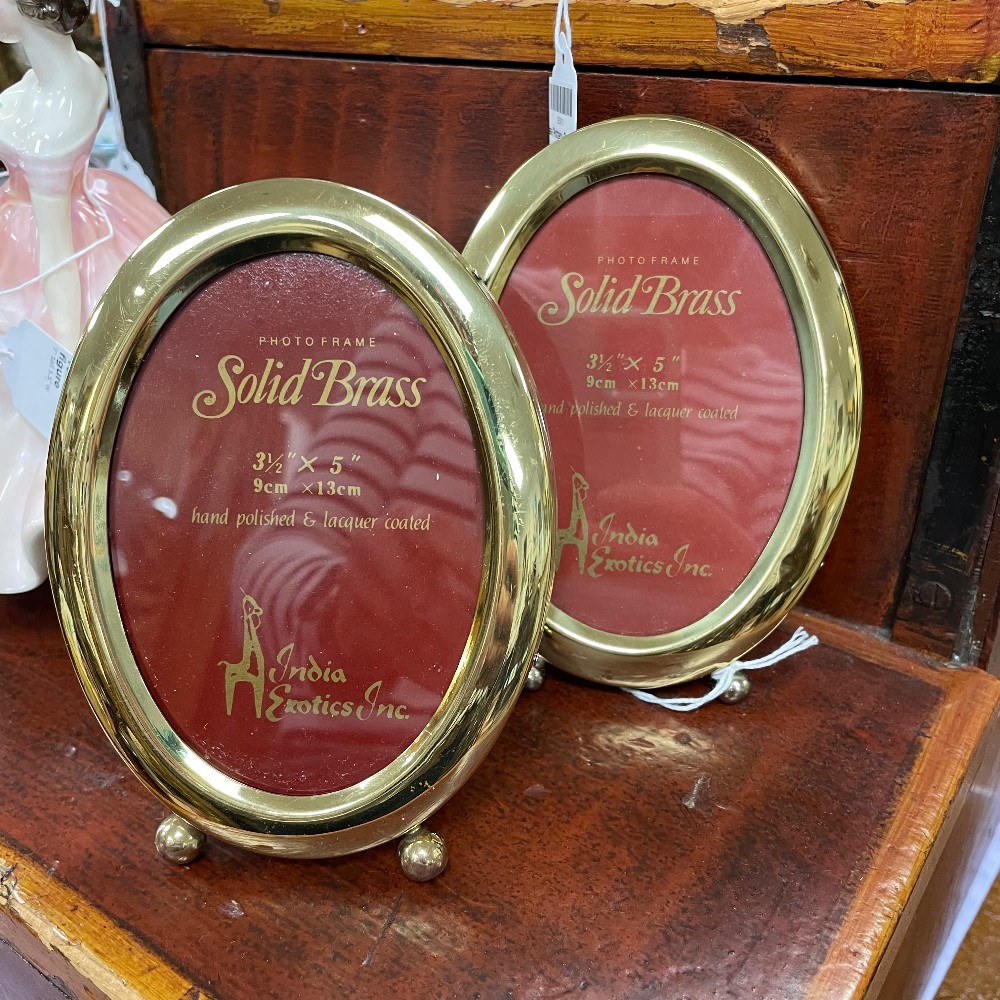 PHOTO FRAME
Solid Brass
3½" × 5"
9cm ×13cm
hand polished & lacquer coated
India
Exotics Inc.
PHOTO FRAME
Solid Brass
3½" × 5"
9cm ×13cm
polished & lacquer coated
India
Exotics Inc.
figure